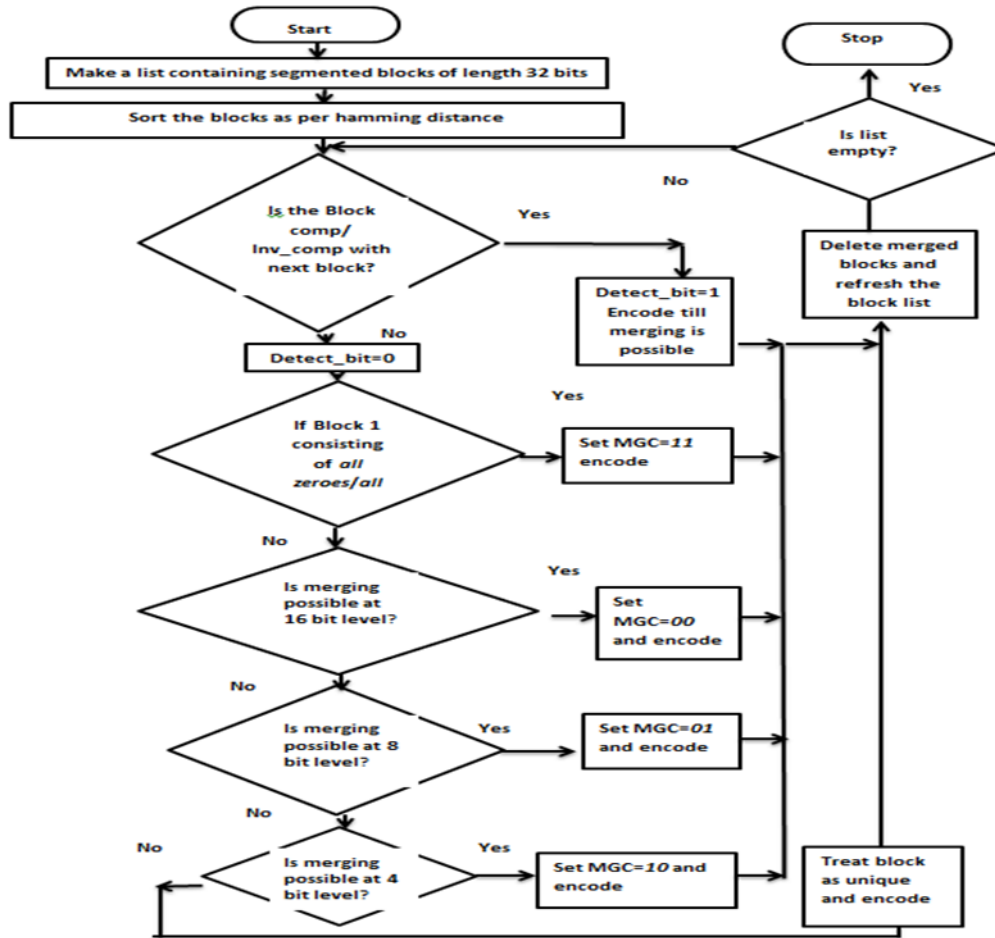 Start
Make a list containing segmented blocks of length 32 bits
Sort the blocks as per hamming distance
Is the Block
comp/
Inv_comp with
next block?
Yes
No
Detect_bit=1
Encode till
merging is
possible
Detect_bit=0
If Block 1
consisting
of all
zeroes/all
Yes
Set MGC=11
encode
No
Is merging
possible at
16 bit level?
Yes
Set
MGC=00
and encode
No
Is merging
possible at 8
bit level?
Yes
Set MGC=01
and encode
No
Is merging
possible at 4
bit level?
Yes
Set MGC=10 and
encode
No
Treat block
as unique
and encode
Delete merged
blocks and
refresh the
block list
Is list
empty?
No
Yes
Stop